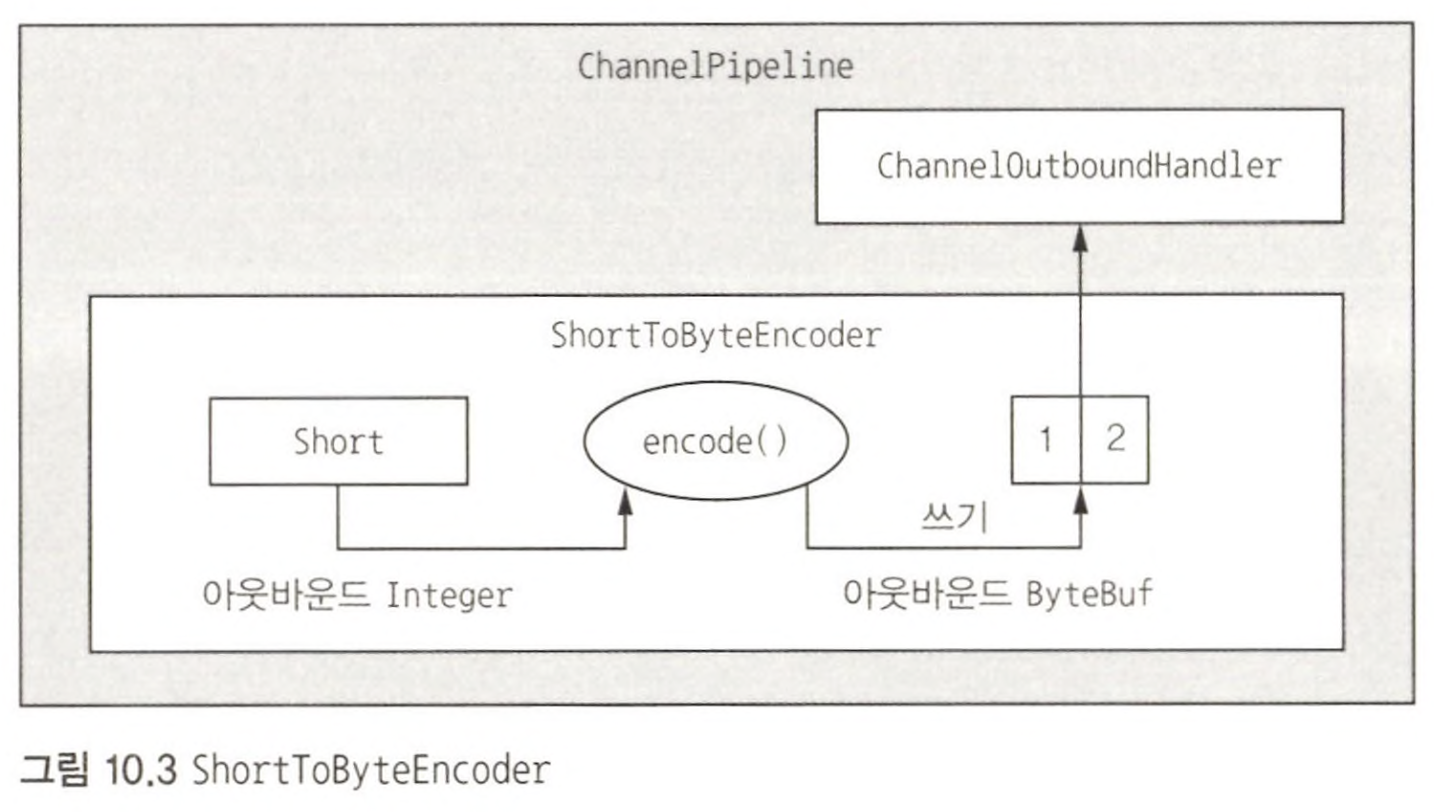 ChannelPipeline
ChannelOutboundHandler
ShortToByteEncoder
Short
encode()
1 2
쓰기
아웃바운드 Integer
아웃바운드 ByteBuf
그림 10.3 ShortToByteEncoder